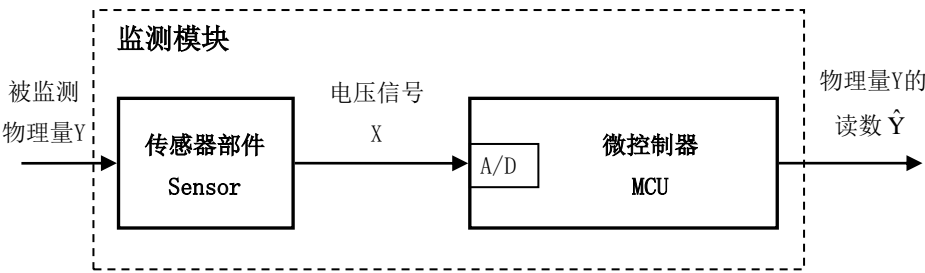 监测模块
被监测
物理量Y
传感器部件
Sensor
电压信号
X
A/D
微控制器
MCU
物理量Y的
读数 Ŷ